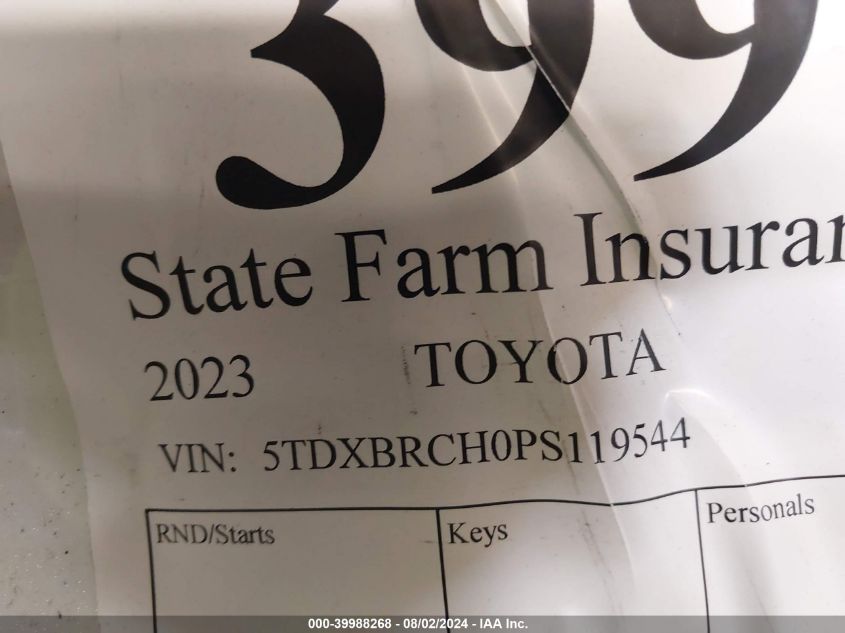 399
State Farm Insuran
2023 TOYOTA
VIN: 5TDXBRCH0PS119544
RND/Starts Keys Personals
000-39988268 - 08/02/2024 - IAA Inc.